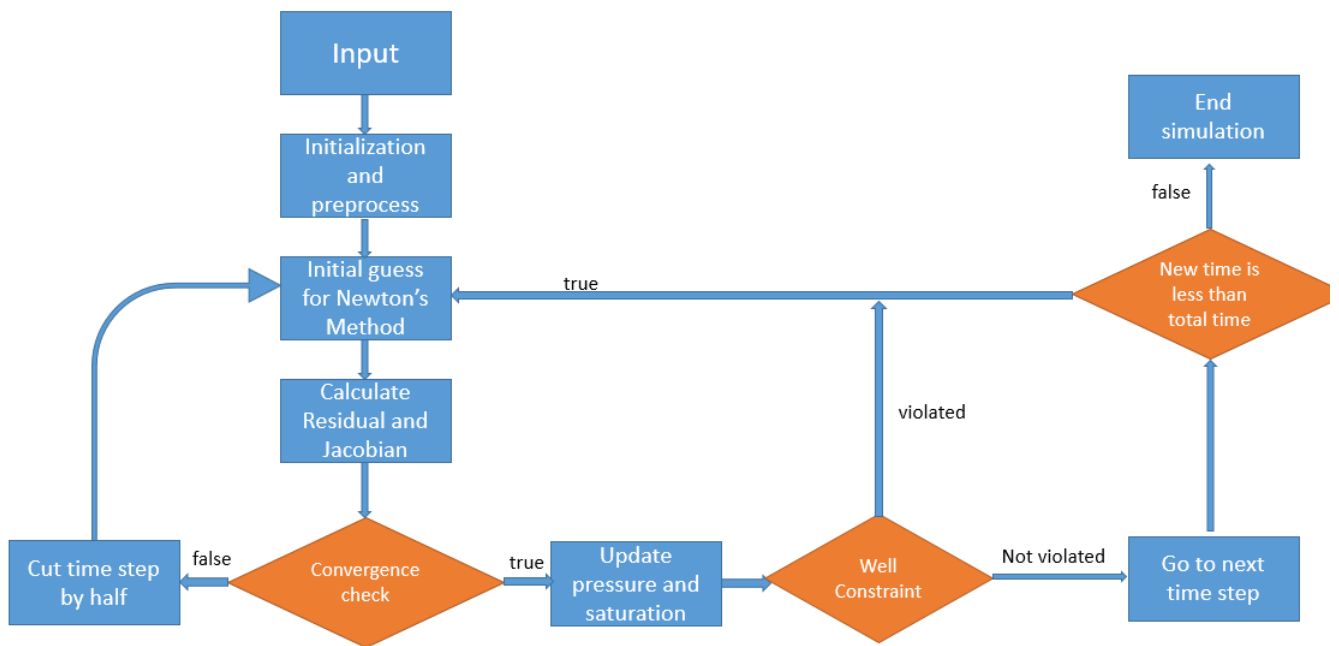 Input
Initialization
and
preprocess
Initial guess
for Newton's
Method
Calculate
Residual and
Jacobian
Convergence
check
false
Cut time step
by half
true
Update
pressure and
saturation
Well
Constraint
violated
Not violated
Go to next
time step
New time is
less than
total time
true
false
End
simulation